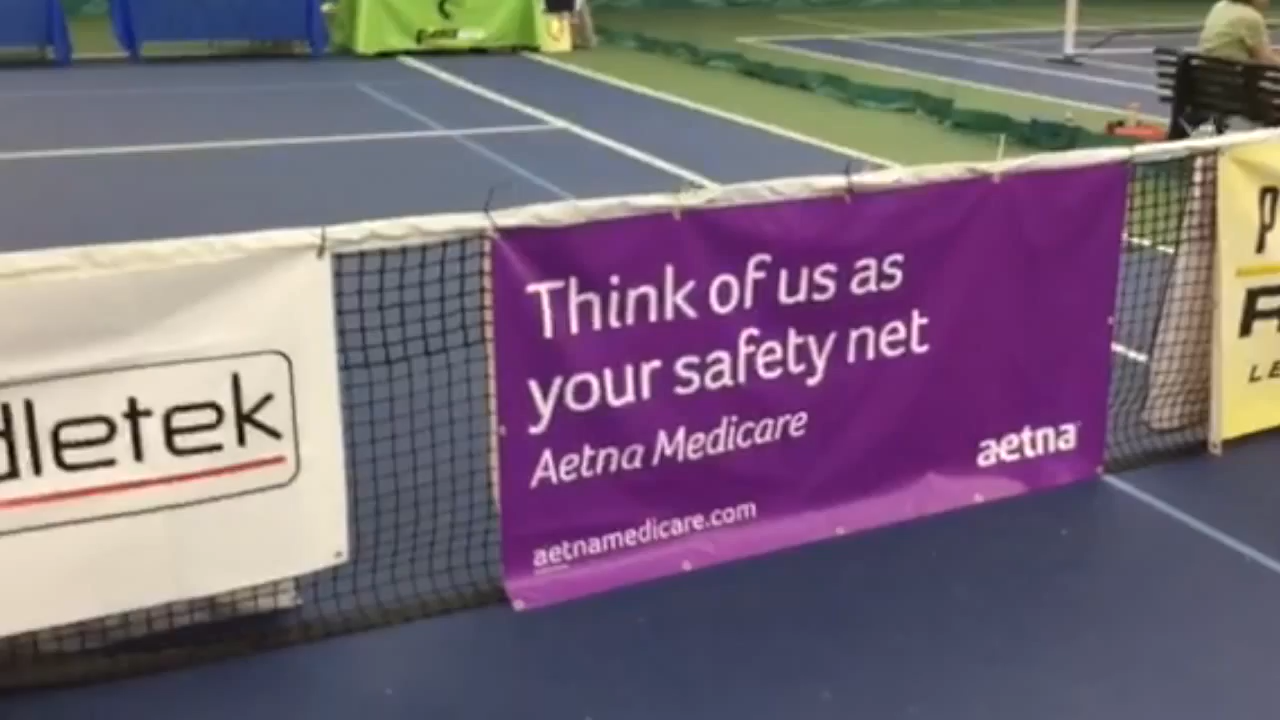 dletek
Think of us as
your safety net
Aetna Medicare
aetna
aetnamedicare.com